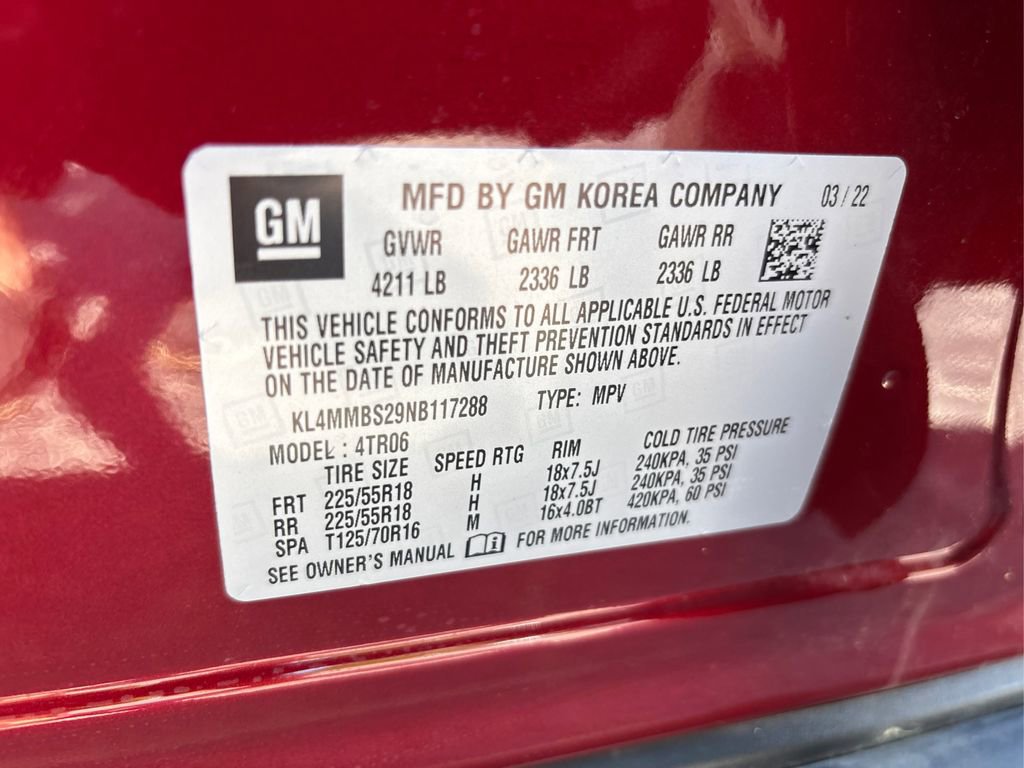 GM
MFD BY GM KOREA COMPANY 03 / 22
GVWR GAWR FRT GAWR RR
4211 LB 2336 LB 2336 LB
THIS VEHICLE CONFORMS TO ALL APPLICABLE U.S. FEDERAL MOTOR
VEHICLE SAFETY AND THEFT PREVENTION STANDARDS IN EFFECT
ON THE DATE OF MANUFACTURE SHOWN ABOVE.
KL4MMBS29NB117288 TYPE: MPV
MODEL : 4TR06
TIRE SIZE SPEED RTG RIM COLD TIRE PRESSURE
FRT 225/55R18 H 18x7.5J 240KPA, 35 PSI
RR 225/55R18 H 18x7.5J 240KPA, 35 PSI
SPA T125/70R16 M 16x4.0BT 420KPA, 60 PSI
SEE OWNER'S MANUAL FOR MORE INFORMATION.